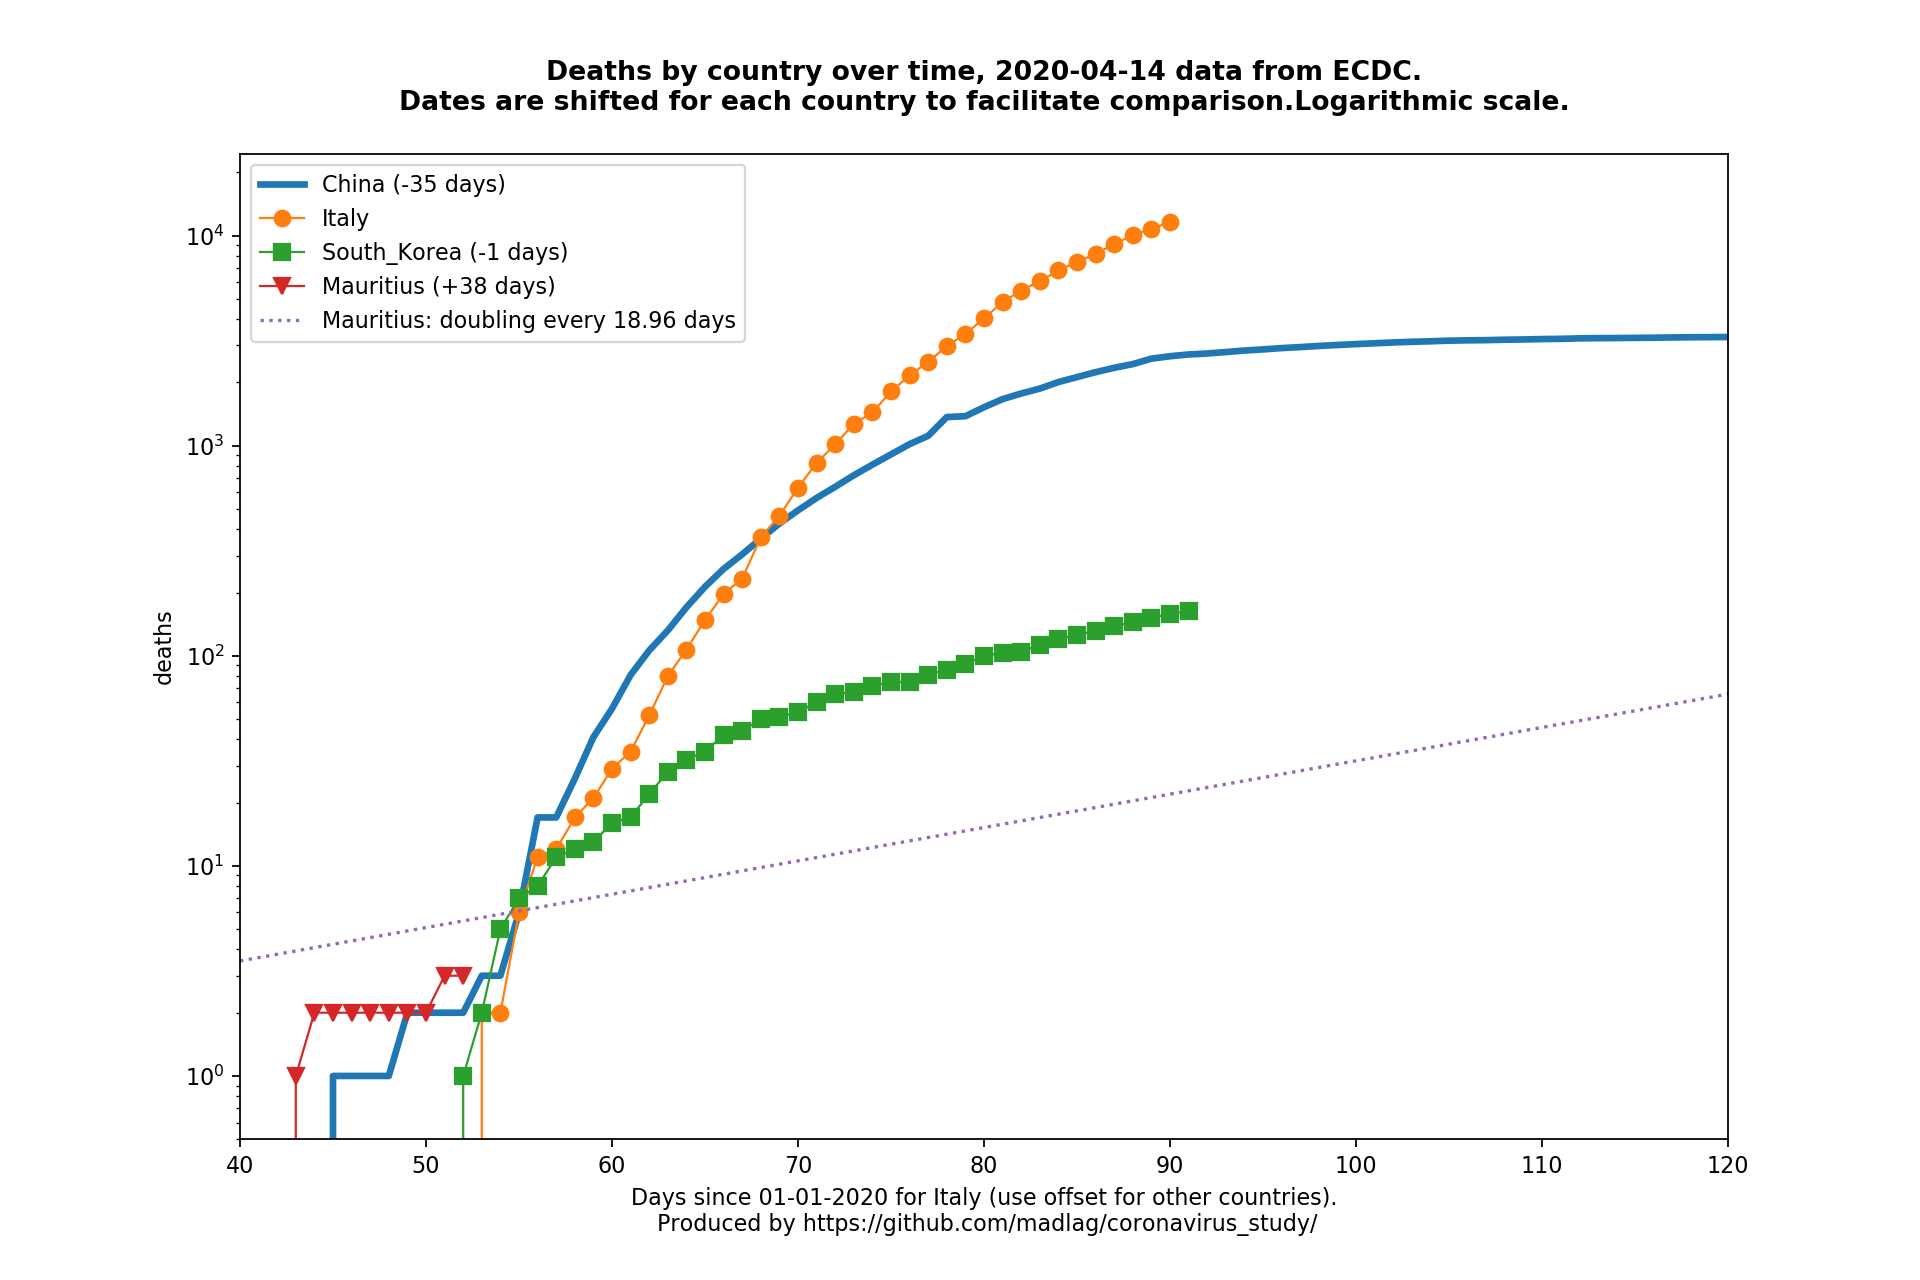 Deaths by country over time, 2020-04-14 data from ECDC.
Dates are shifted for each country to facilitate comparison.Logarithmic scale.
China (-35 days)
Italy
South_Korea (-1 days)
Mauritius (+38 days)
Mauritius: doubling every 18.96 days
deaths
10⁴
10³
10²
10¹
10⁰
40 50 60 70 80 90 100 110 120
Days since 01-01-2020 for Italy (use offset for other countries).
Produced by https://github.com/madlag/coronavirus_study/